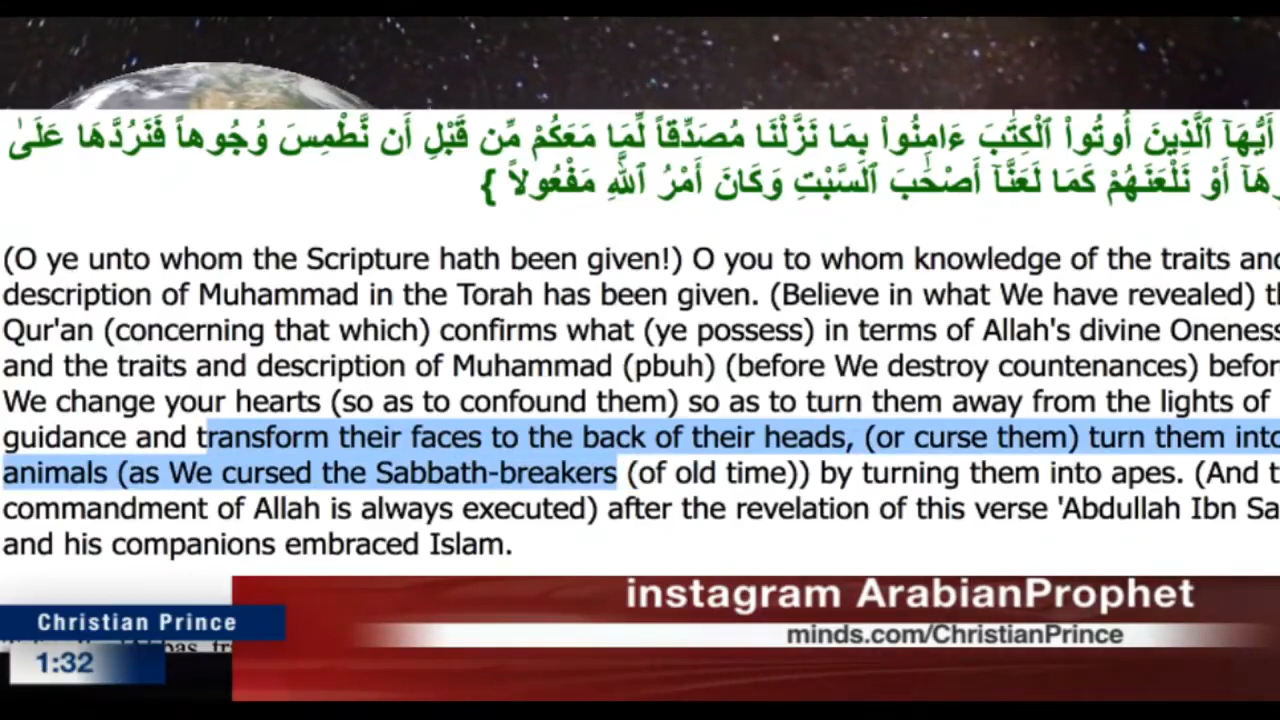 أَيُّهَآ ٱلَّذِينَ أُوتُواْ ٱلْكِتَٰبَ ءَامِنُواْ بِمَا نَزَّلْنَا مُصَدِّقاً لِّمَا مَعَكُمْ مِّن قَبْلِ أَن نَّطْمِسَ وُجُوهاً فَنَرُدَّهَا عَلَىٰ
أَوْ نَلْعَنَهُمْ كَمَا لَعَنَّآ أَصْحَٰبَ ٱلسَّبْتِ وَكَانَ أَمْرُ ٱللَّهِ مَفْعُولاً }
(O ye unto whom the Scripture hath been given!) O you to whom knowledge of the traits and
description of Muhammad in the Torah has been given. (Believe in what We have revealed)
Qur'an (concerning that which) confirms what (ye possess) in terms of Allah's divine Oneness
and the traits and description of Muhammad (pbuh) (before We destroy countenances)
We change your hearts (so as to confound them) so as to turn them away from the lights of
guidance and transform their faces to the back of their heads, (or curse them) turn them into
animals (as We cursed the Sabbath-breakers (of old time)) by turning them into apes. (And
commandment of Allah is always executed) after the revelation of this verse 'Abdullah Ibn
and his companions embraced Islam.
instagram ArabianProphet
Christian Prince
minds.com/ChristianPrince
1:32